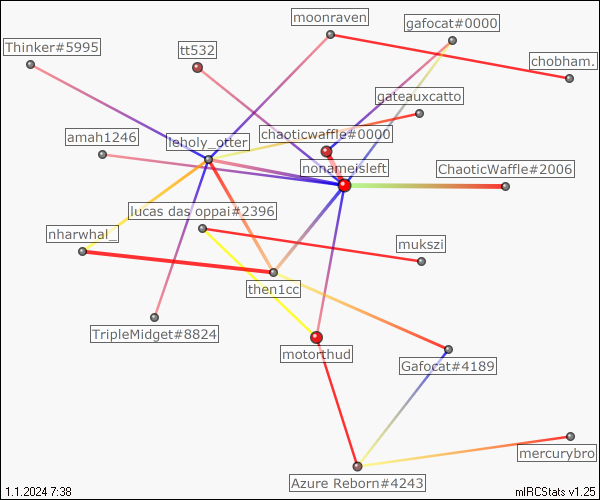 moonraven
gafocat#0000
Thinker#5995
tt532
chobham.
gateauxcatto
chaoticwaffle#0000
amah1246
leholy_otter
nonameisleft
ChaoticWaffle#2006
lucas das oppai#2396
nharwhal_
mukszi
then1cc
TripleMidget#8824
motorthud
Gafocat#4189
mercurybro
Azure Reborn#4243
1.1.2024 7:38
mIRCStats v1.25